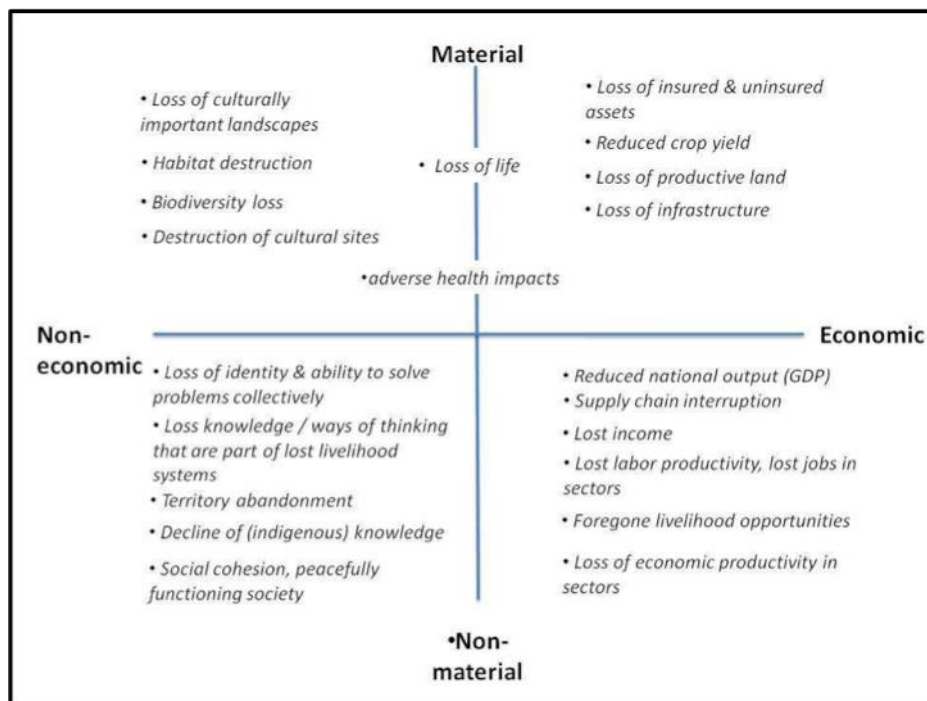 Material
• Loss of culturally
important landscapes
• Habitat destruction
• Biodiversity loss
• Destruction of cultural sites
• Loss of life
• adverse health impacts
• Loss of insured & uninsured
assets
• Reduced crop yield
• Loss of productive land
• Loss of infrastructure
Non-
economic
Economic
• Loss of identity & ability to solve
problems collectively
• Loss knowledge / ways of thinking
that are part of lost livelihood
systems
• Territory abandonment
• Decline of (indigenous) knowledge
• Social cohesion, peacefully
functioning society
• Reduced national output (GDP)
• Supply chain interruption
• Lost income
• Lost labor productivity, lost jobs in
sectors
• Foregone livelihood opportunities
• Loss of economic productivity in
sectors
•Non-
material